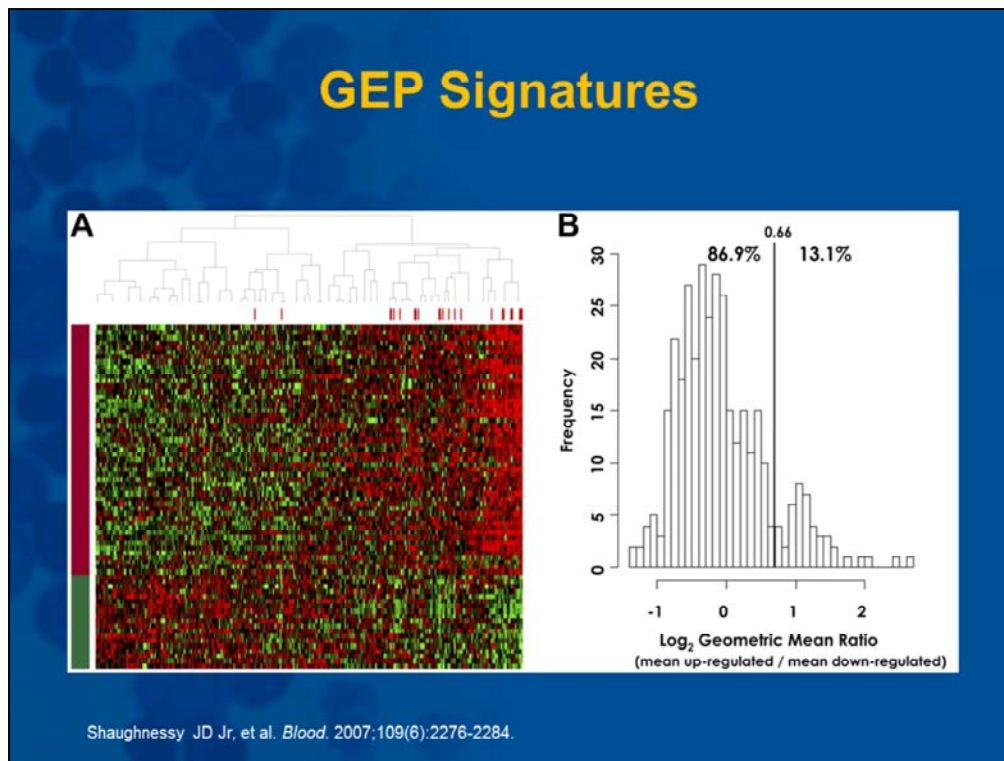 GEP Signatures
A
B
0.66
86.9%
13.1%
30
25
20
15
10
5
0
Frequency
-1
0
1
2
Log₂ Geometric Mean Ratio
(mean up-regulated / mean down-regulated)
Shaughnessy JD Jr, et al. Blood. 2007;109(6):2276-2284.